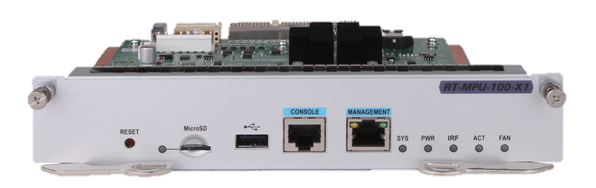 RT-MPU-100-X1
CONSOLE
MANAGEMENT
RESET
MicroSD
SYS PWR IRF ACT FAN